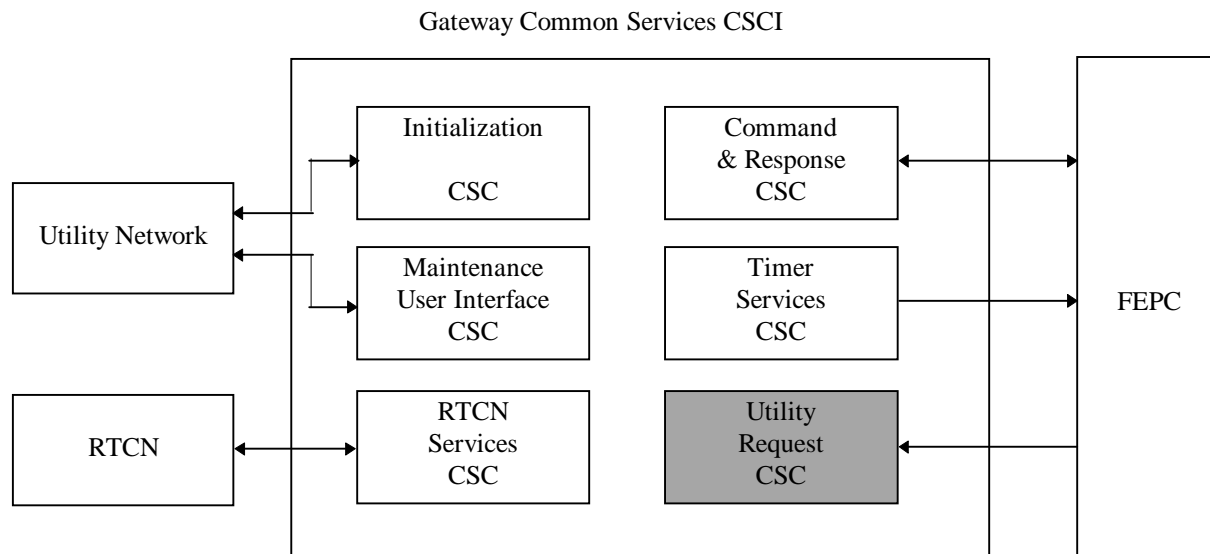 Gateway Common Services CSCI
Initialization
CSC
Command
& Response
CSC
Utility Network
Maintenance
User Interface
CSC
Timer
Services
CSC
FEPC
RTCN
RTCN
Services
CSC
Utility
Request
CSC